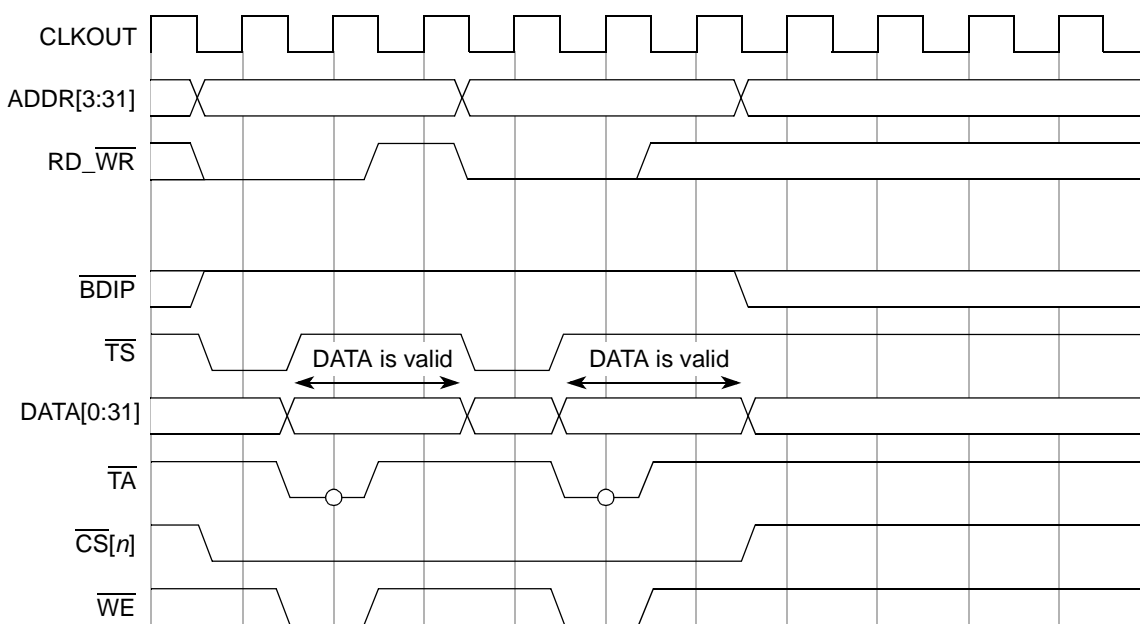 CLKOUT
ADDR[3:31]
RD_WR
BDIP
TS
DATA is valid DATA is valid
DATA[0:31]
TA
CS[n]
WE